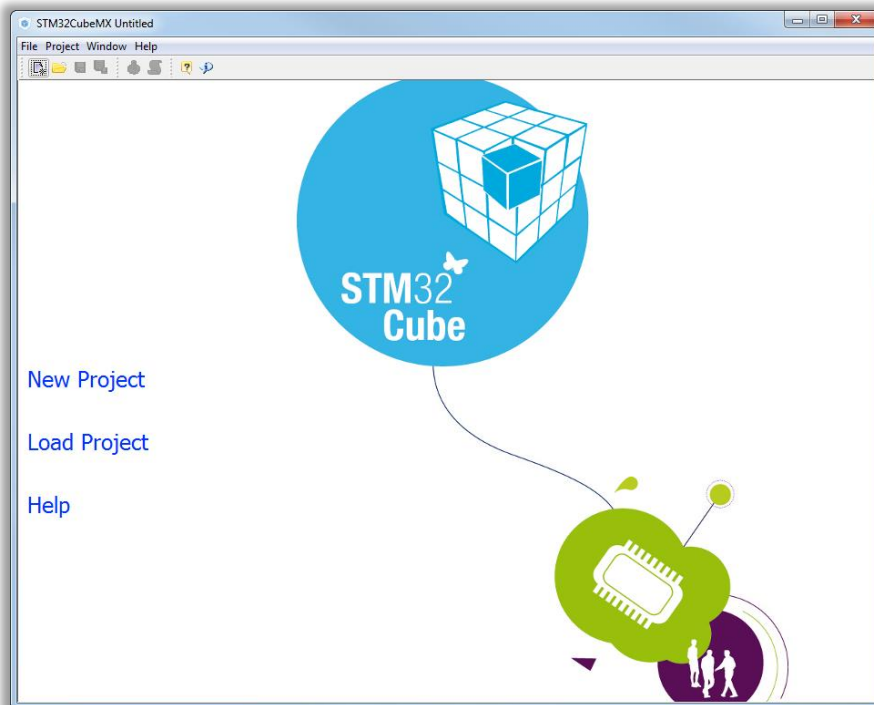 STM32CubeMX Untitled
File Project Window Help
STM32
Cube
New Project
Load Project
Help